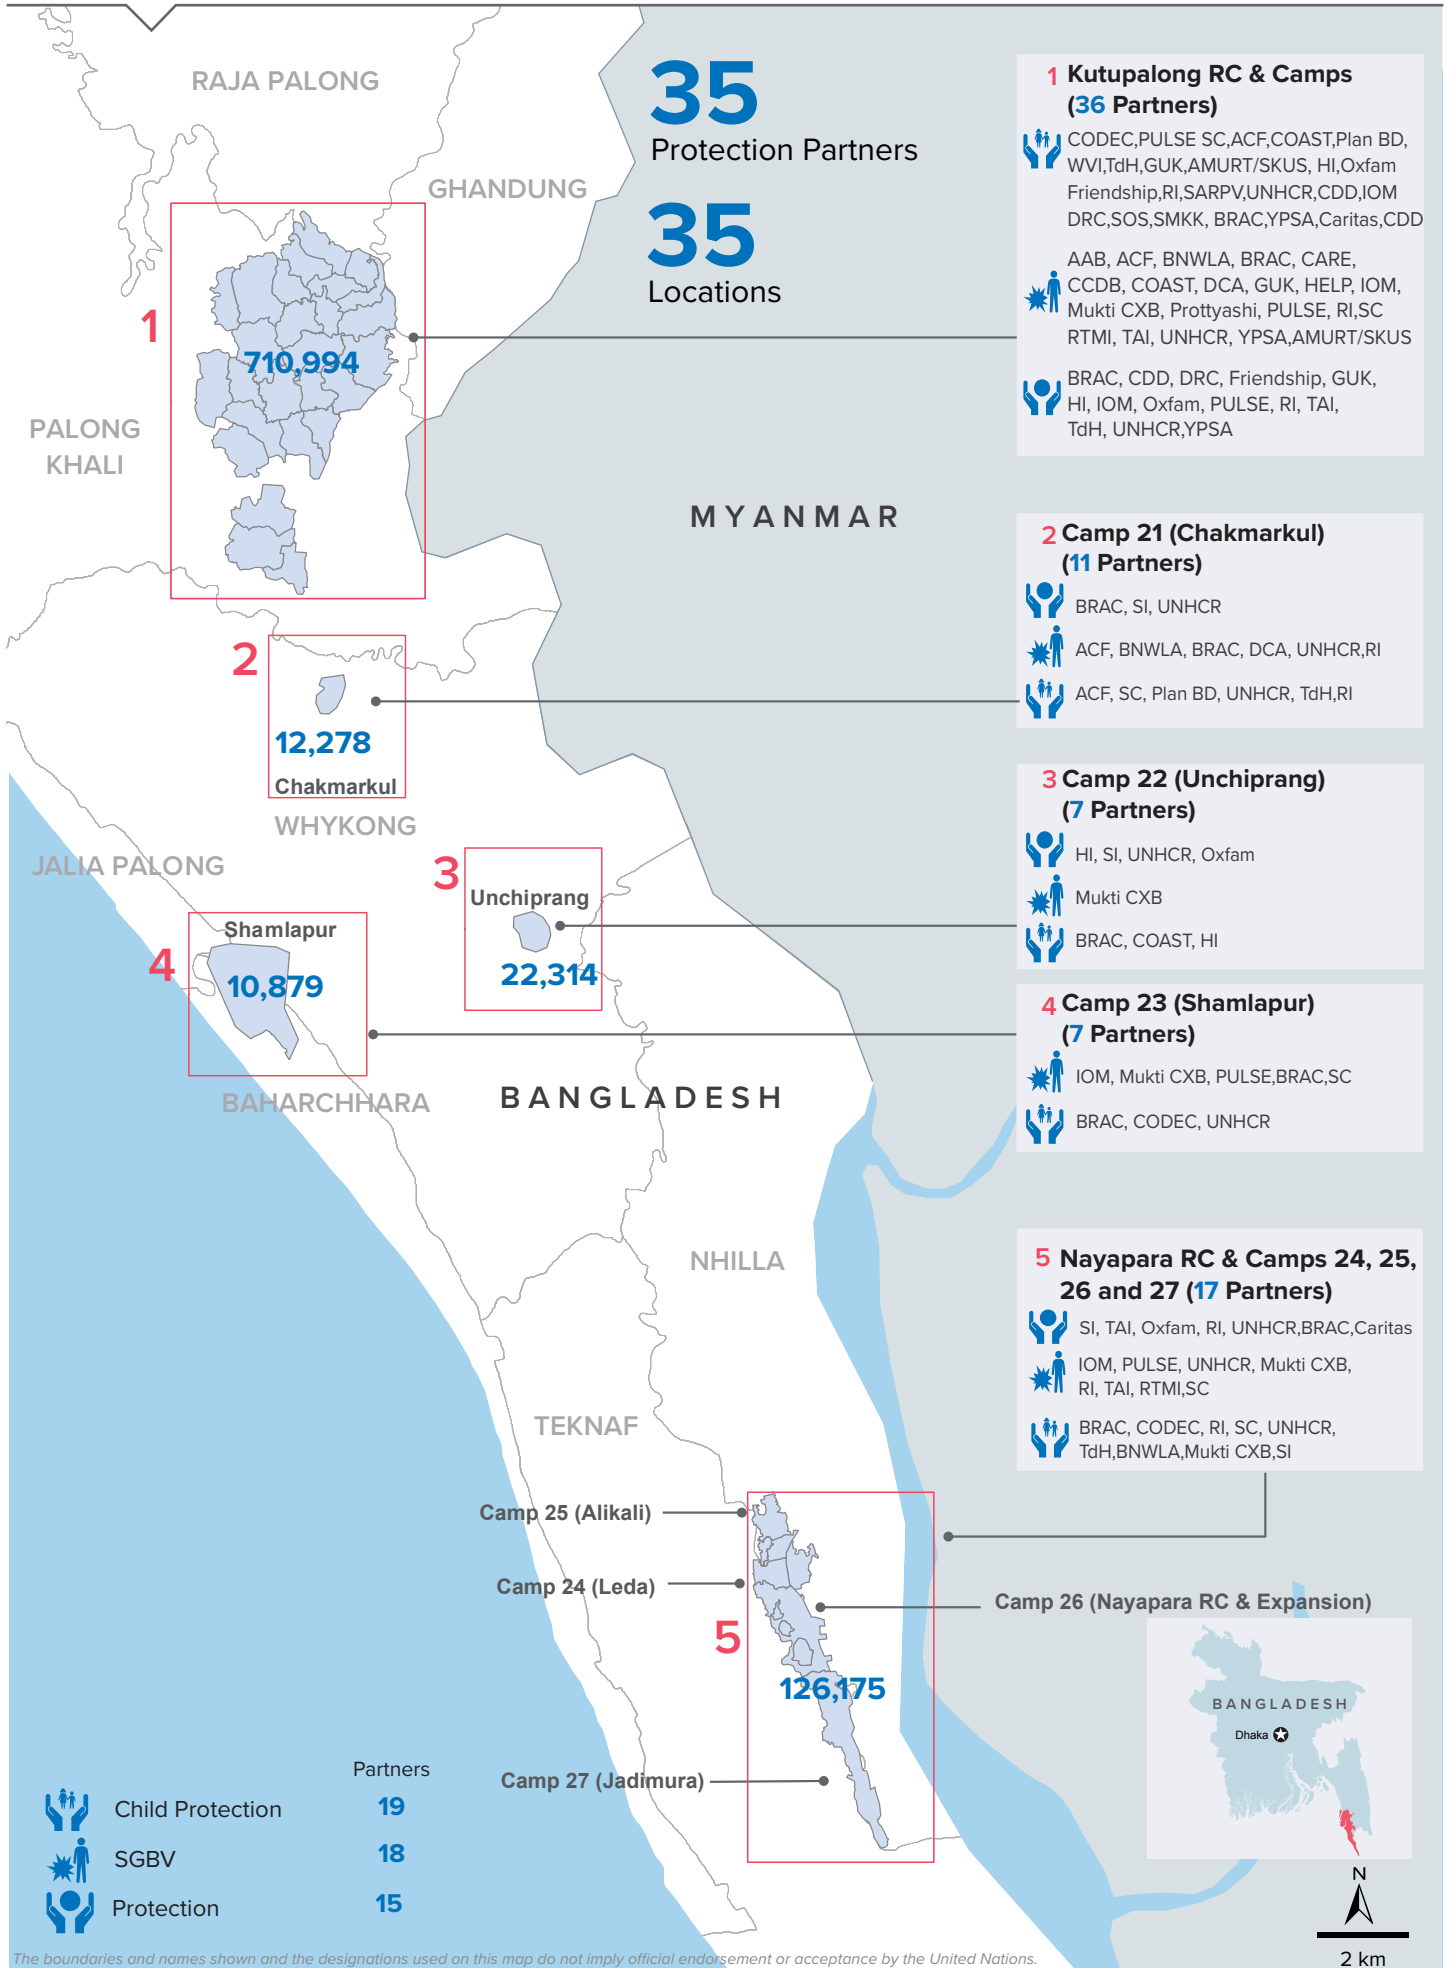 RAJA PALONG
GHANDUNG
35
Protection Partners
35
Locations
1
710,994
PALONG
KHALI
MYANMAR
2
12,278
Chakmarkul
WHYKONG
JALIA PALONG
3
Unchiprang
22,314
Shamlapur
4
10,879
BAHARCHHARA
BANGLADESH
NHILLA
TEKNAF
Camp 25 (Alikali)
Camp 24 (Leda)
Camp 26 (Nayapara RC & Expansion)
5
126,175
Camp 27 (Jadimura)
1 Kutupalong RC & Camps
(36 Partners)
CODEC,PULSE SC,ACF,COAST,Plan BD,
WVI,TdH,GUK,AMURT/SKUS, HI,Oxfam
Friendship,RI,SARPV,UNHCR,CDD,IOM
DRC,SOS,SMKK, BRAC,YPSA,Caritas,CDD
AAB, ACF, BNWLA, BRAC, CARE,
CCDB, COAST, DCA, GUK, HELP, IOM,
Mukti CXB, Prottyashi, PULSE, RI,SC
RTMI, TAI, UNHCR, YPSA,AMURT/SKUS
BRAC, CDD, DRC, Friendship, GUK,
HI, IOM, Oxfam, PULSE, RI, TAI,
TdH, UNHCR,YPSA
2 Camp 21 (Chakmarkul)
(11 Partners)
BRAC, SI, UNHCR
ACF, BNWLA, BRAC, DCA, UNHCR,RI
ACF, SC, Plan BD, UNHCR, TdH,RI
3 Camp 22 (Unchiprang)
(7 Partners)
HI, SI, UNHCR, Oxfam
Mukti CXB
BRAC, COAST, HI
4 Camp 23 (Shamlapur)
(7 Partners)
IOM, Mukti CXB, PULSE,BRAC,SC
BRAC, CODEC, UNHCR
5 Nayapara RC & Camps 24, 25,
26 and 27 (17 Partners)
SI, TAI, Oxfam, RI, UNHCR,BRAC,Caritas
IOM, PULSE, UNHCR, Mukti CXB,
RI, TAI, RTMI,SC
BRAC, CODEC, RI, SC, UNHCR,
TdH,BNWLA,Mukti CXB,SI
BANGLADESH
Dhaka
N
2 km
Partners
Child Protection 19
SGBV 18
Protection 15
The boundaries and names shown and the designations used on this map do not imply official endorsement or acceptance by the United Nations.